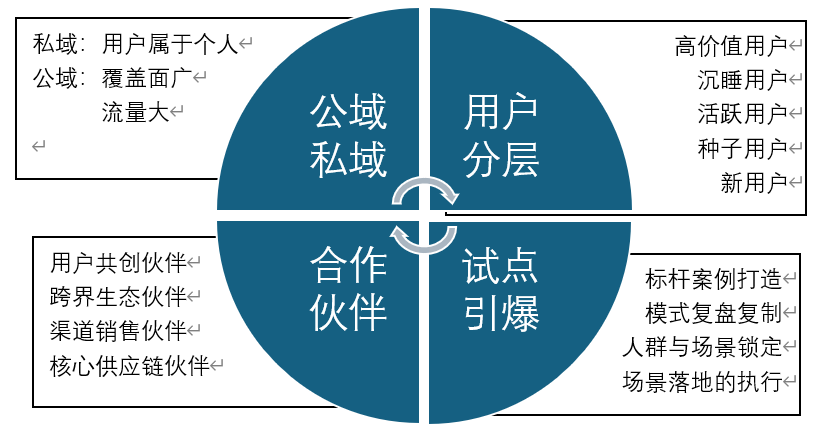 私域：用户属于个人
公域：覆盖面广
流量大
公域
私域
用户
分层
高价值用户
沉睡用户
活跃用户
种子用户
新用户
用户共创伙伴
跨界生态伙伴
渠道销售伙伴
核心供应链伙伴
合作
伙伴
试点
引爆
标杆案例打造
模式复盘复制
人群与场景锁定
场景落地的执行